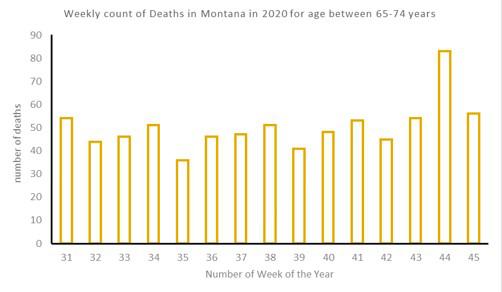 Weekly count of Deaths in Montana in 2020 for age between 65-74 years
90
80
70
60
50
40
30
20
10
0
number of deaths
31 32 33 34 35 36 37 38 39 40 41 42 43 44 45
Number of Week of the Year